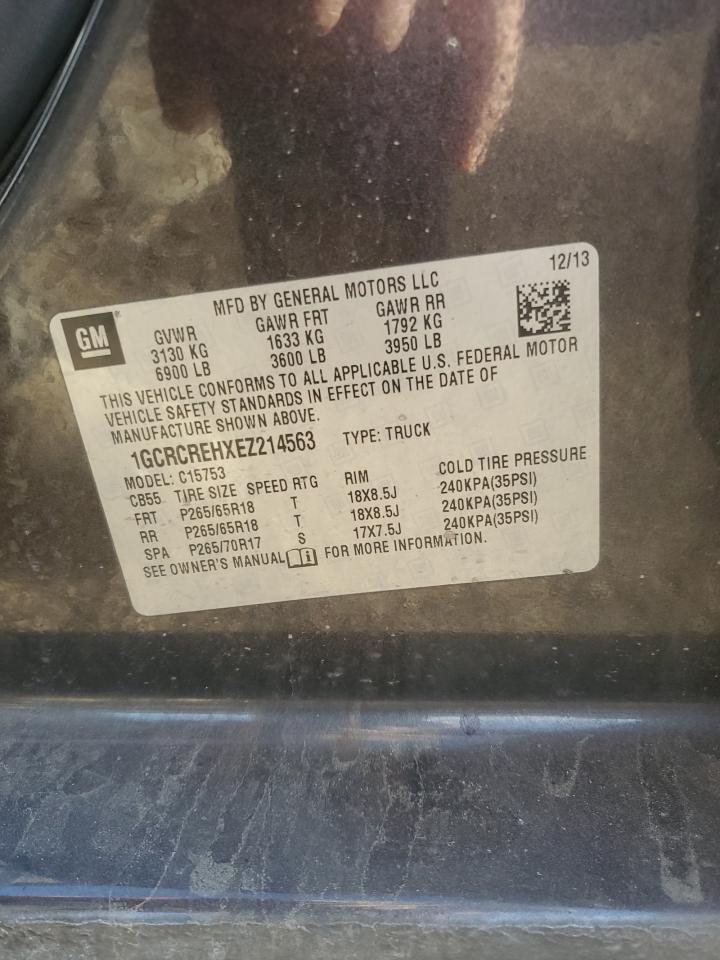 12/13
MFD BY GENERAL MOTORS LLC
GM
GVWR GAWR FRT GAWR RR
3130 KG 1633 KG 1792 KG
6900 LB 3600 LB 3950 LB
THIS VEHICLE CONFORMS TO ALL APPLICABLE U.S. FEDERAL MOTOR
VEHICLE SAFETY STANDARDS IN EFFECT ON THE DATE OF
MANUFACTURE SHOWN ABOVE.
1GCRCREHXEZ214563 TYPE: TRUCK
MODEL: C15753
CB55 TIRE SIZE SPEED RTG RIM COLD TIRE PRESSURE
FRT P265/65R18 T 18X8.5J 240KPA(35PSI)
RR P265/65R18 T 18X8.5J 240KPA(35PSI)
SPA P265/70R17 S 17X7.5J 240KPA(35PSI)
SEE OWNER'S MANUAL i FOR MORE INFORMATION.